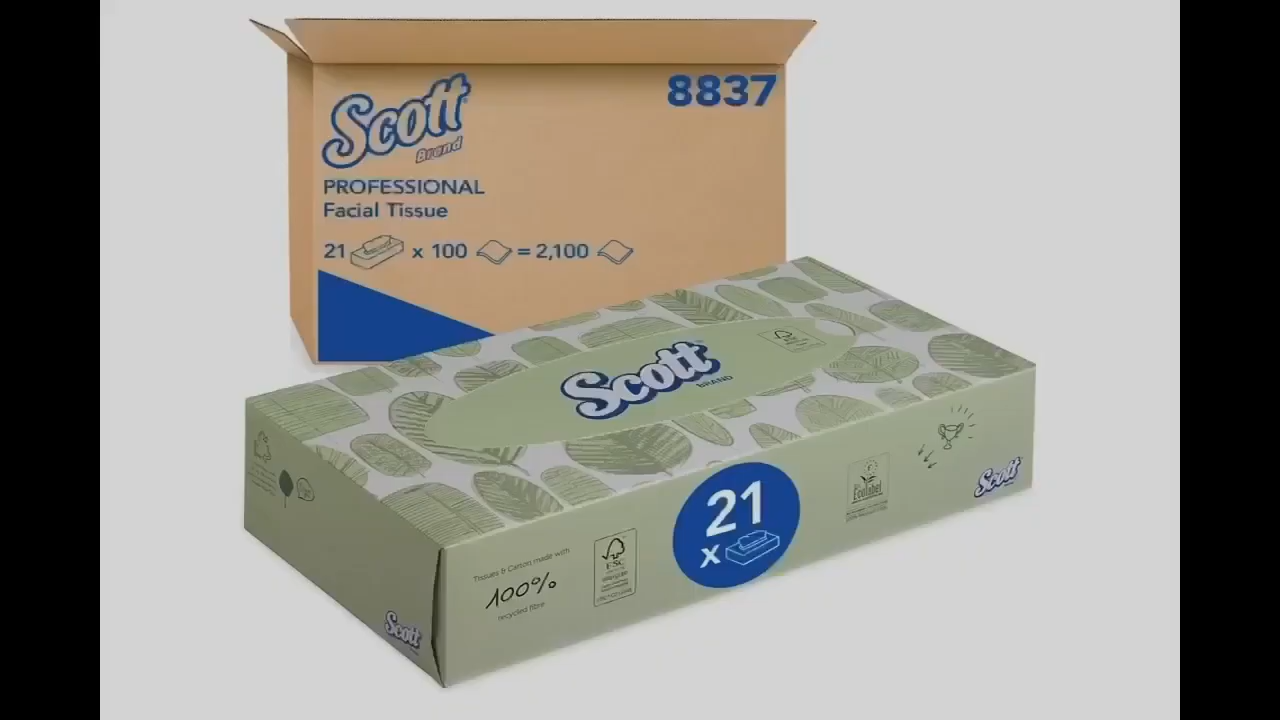 Scott
Brand
8837
PROFESSIONAL
Facial Tissue
21 x 100 = 2,100
Scott
BRAND
21
x
Ecolabel
Scott
Tissues & Carton made with
100%
recycled fibre
FSC
Scott